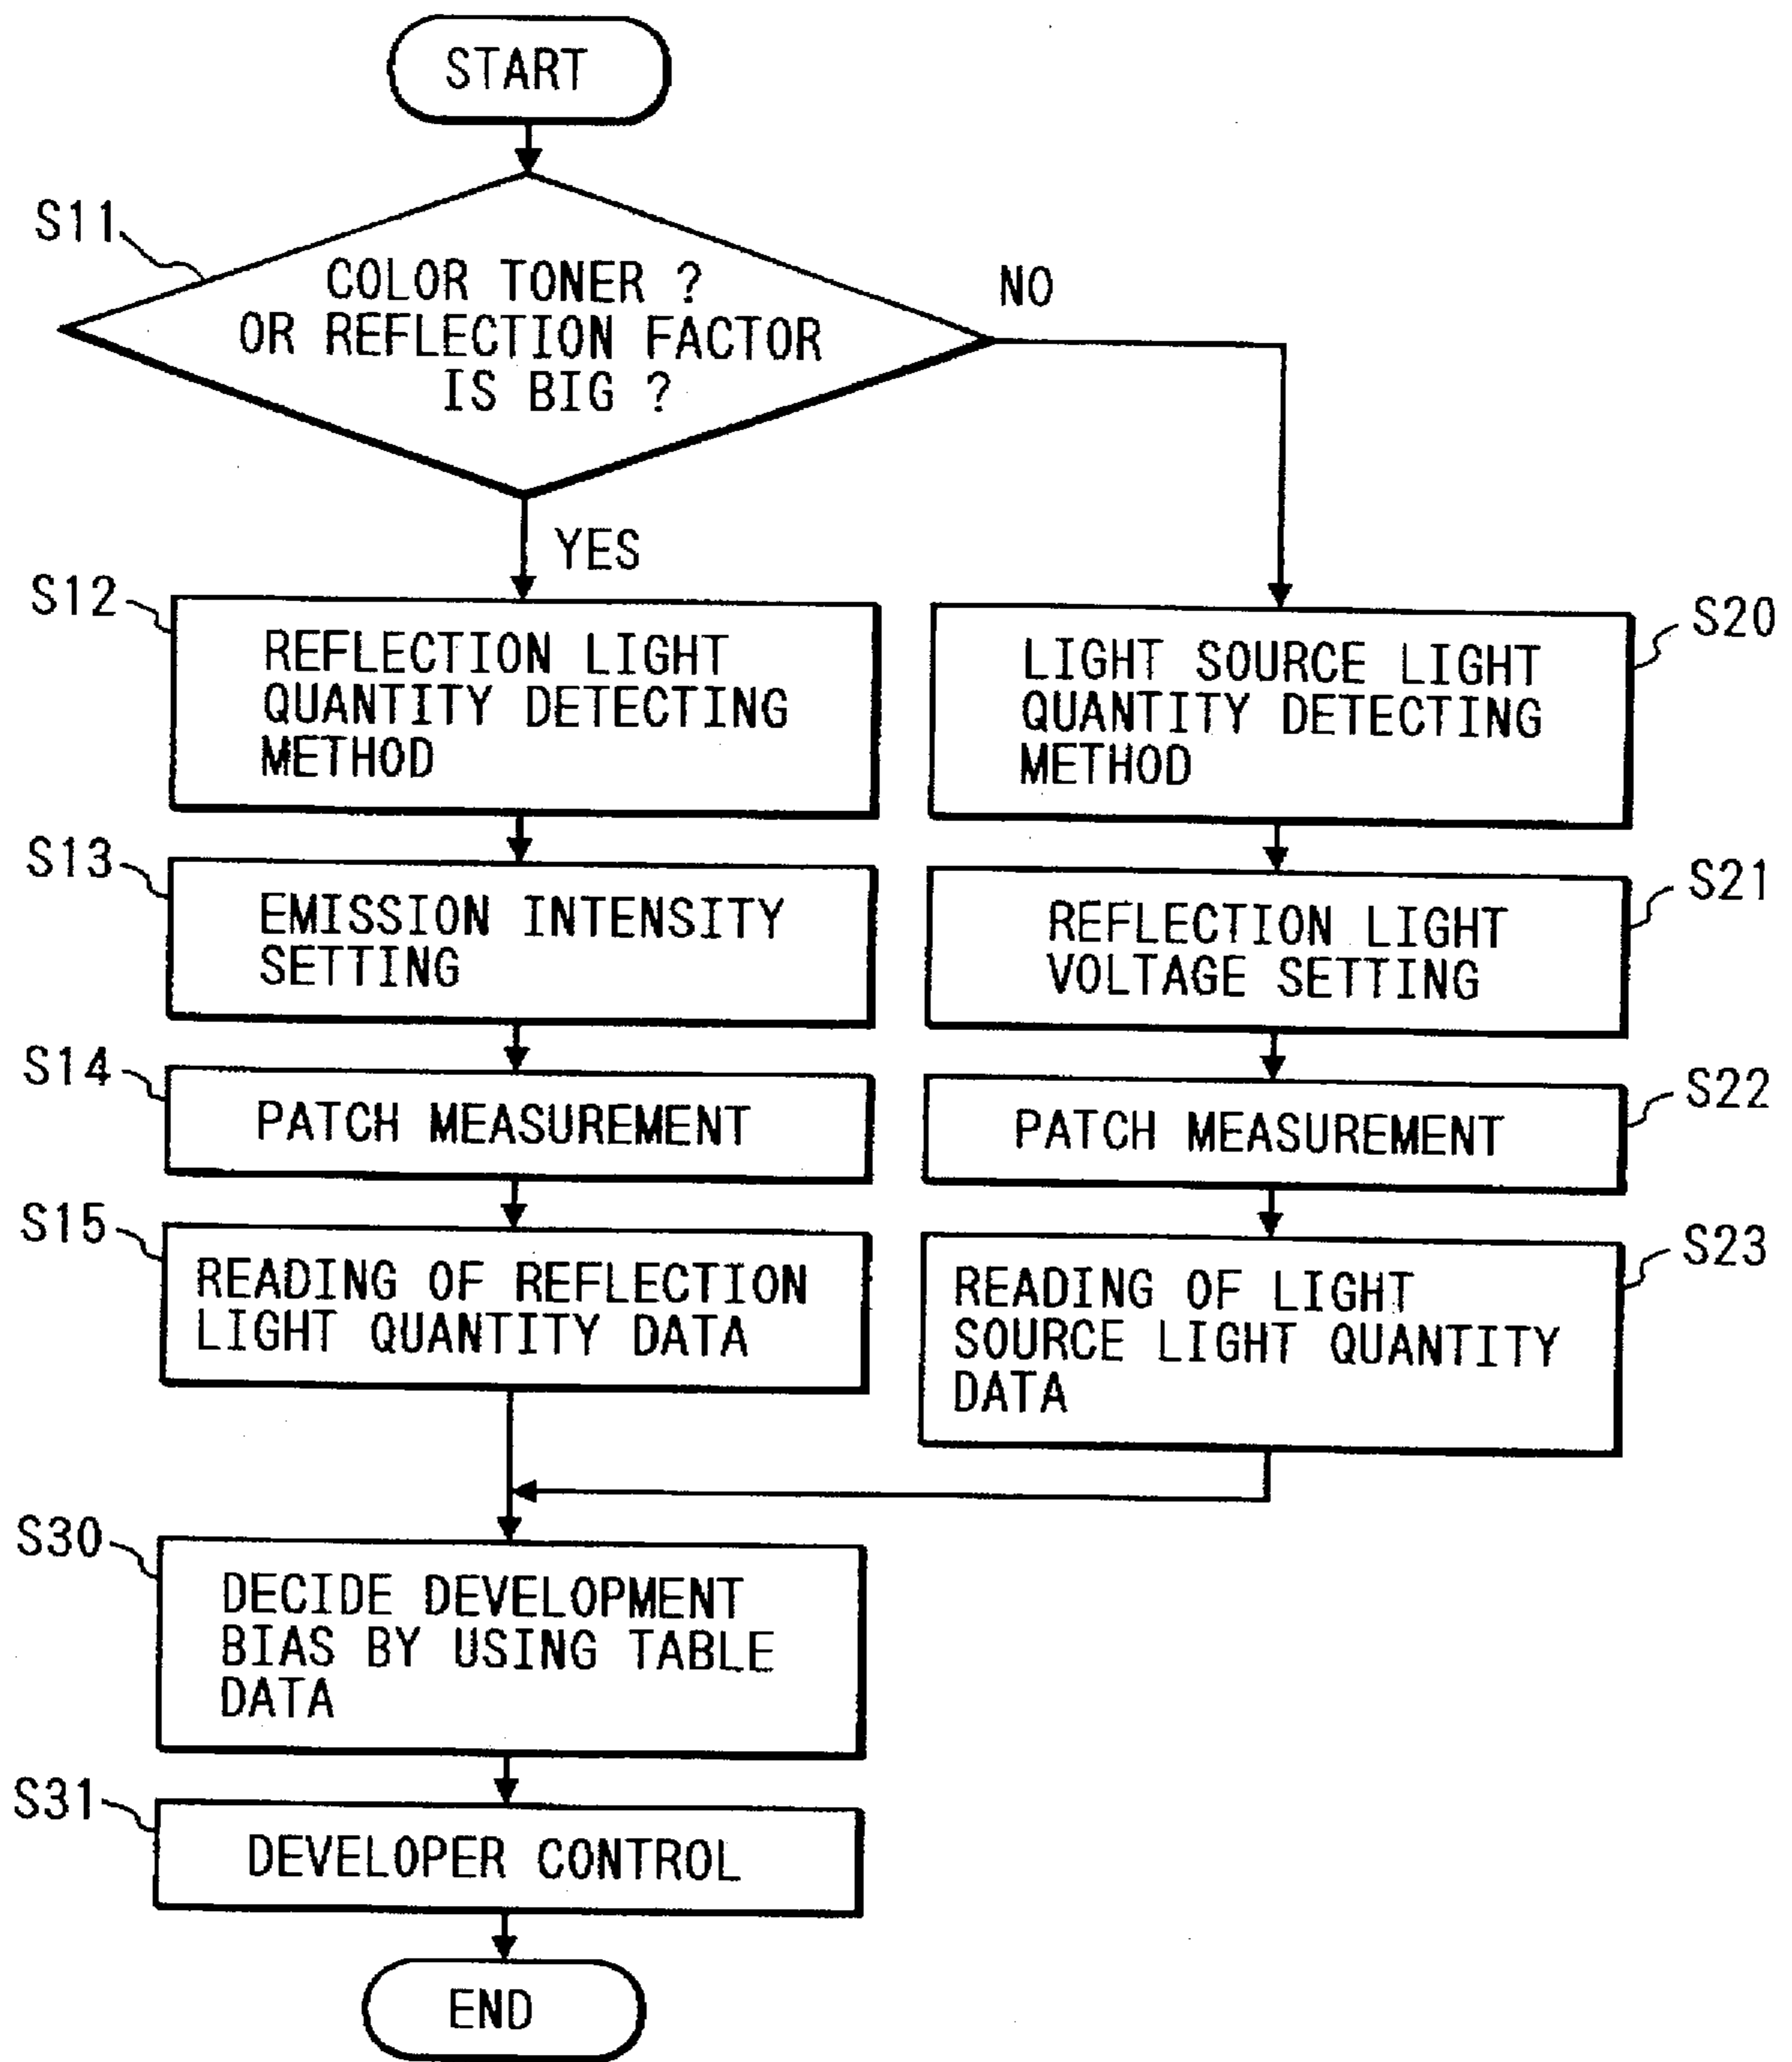 START
S11
COLOR TONER ?
OR REFLECTION FACTOR
IS BIG ?
NO
YES
S12
REFLECTION LIGHT
QUANTITY DETECTING
METHOD
S13
EMISSION INTENSITY
SETTING
S14
PATCH MEASUREMENT
S15
READING OF REFLECTION
LIGHT QUANTITY DATA
S20
LIGHT SOURCE LIGHT
QUANTITY DETECTING
METHOD
S21
REFLECTION LIGHT
VOLTAGE SETTING
S22
PATCH MEASUREMENT
S23
READING OF LIGHT
SOURCE LIGHT QUANTITY
DATA
S30
DECIDE DEVELOPMENT
BIAS BY USING TABLE
DATA
S31
DEVELOPER CONTROL
END